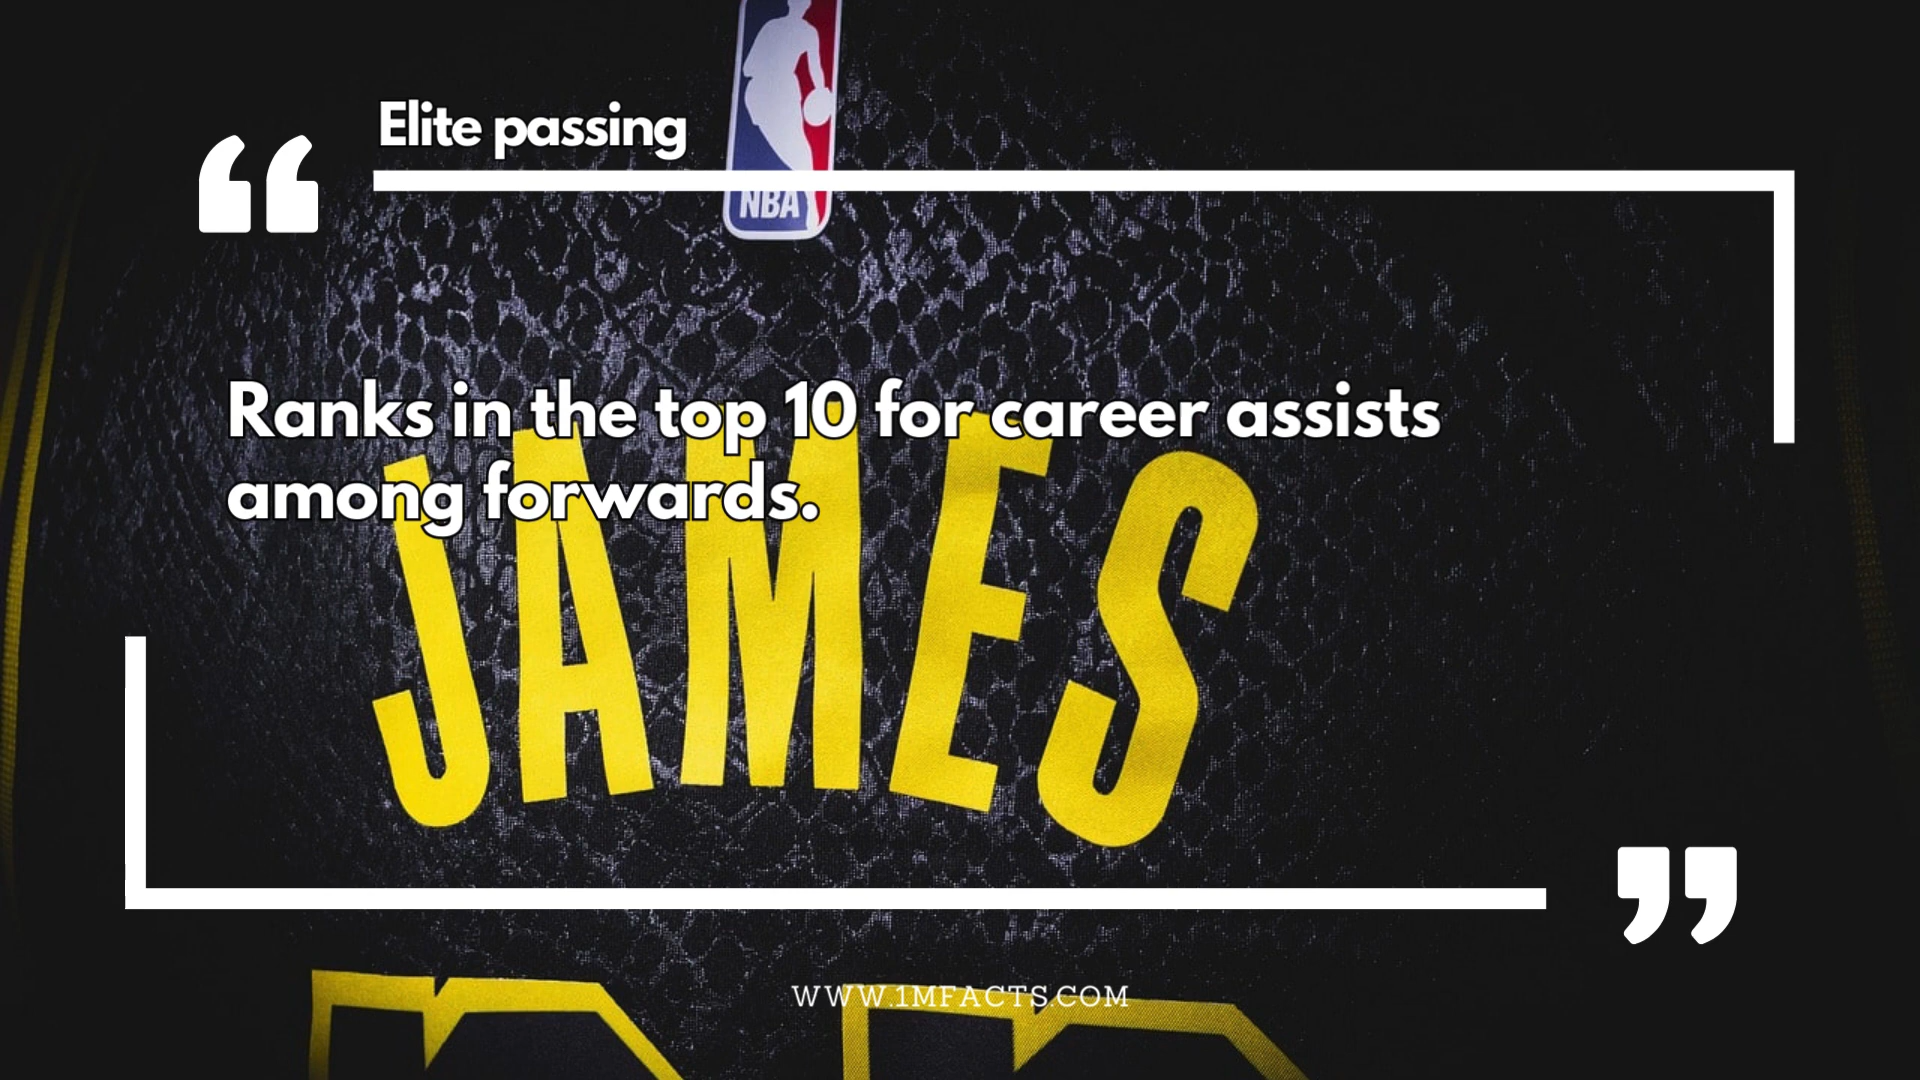 Elite passing
NBA
Ranks in the top 10 for career assists
among forwards.
JAMES
WWW.1MFACTS.COM